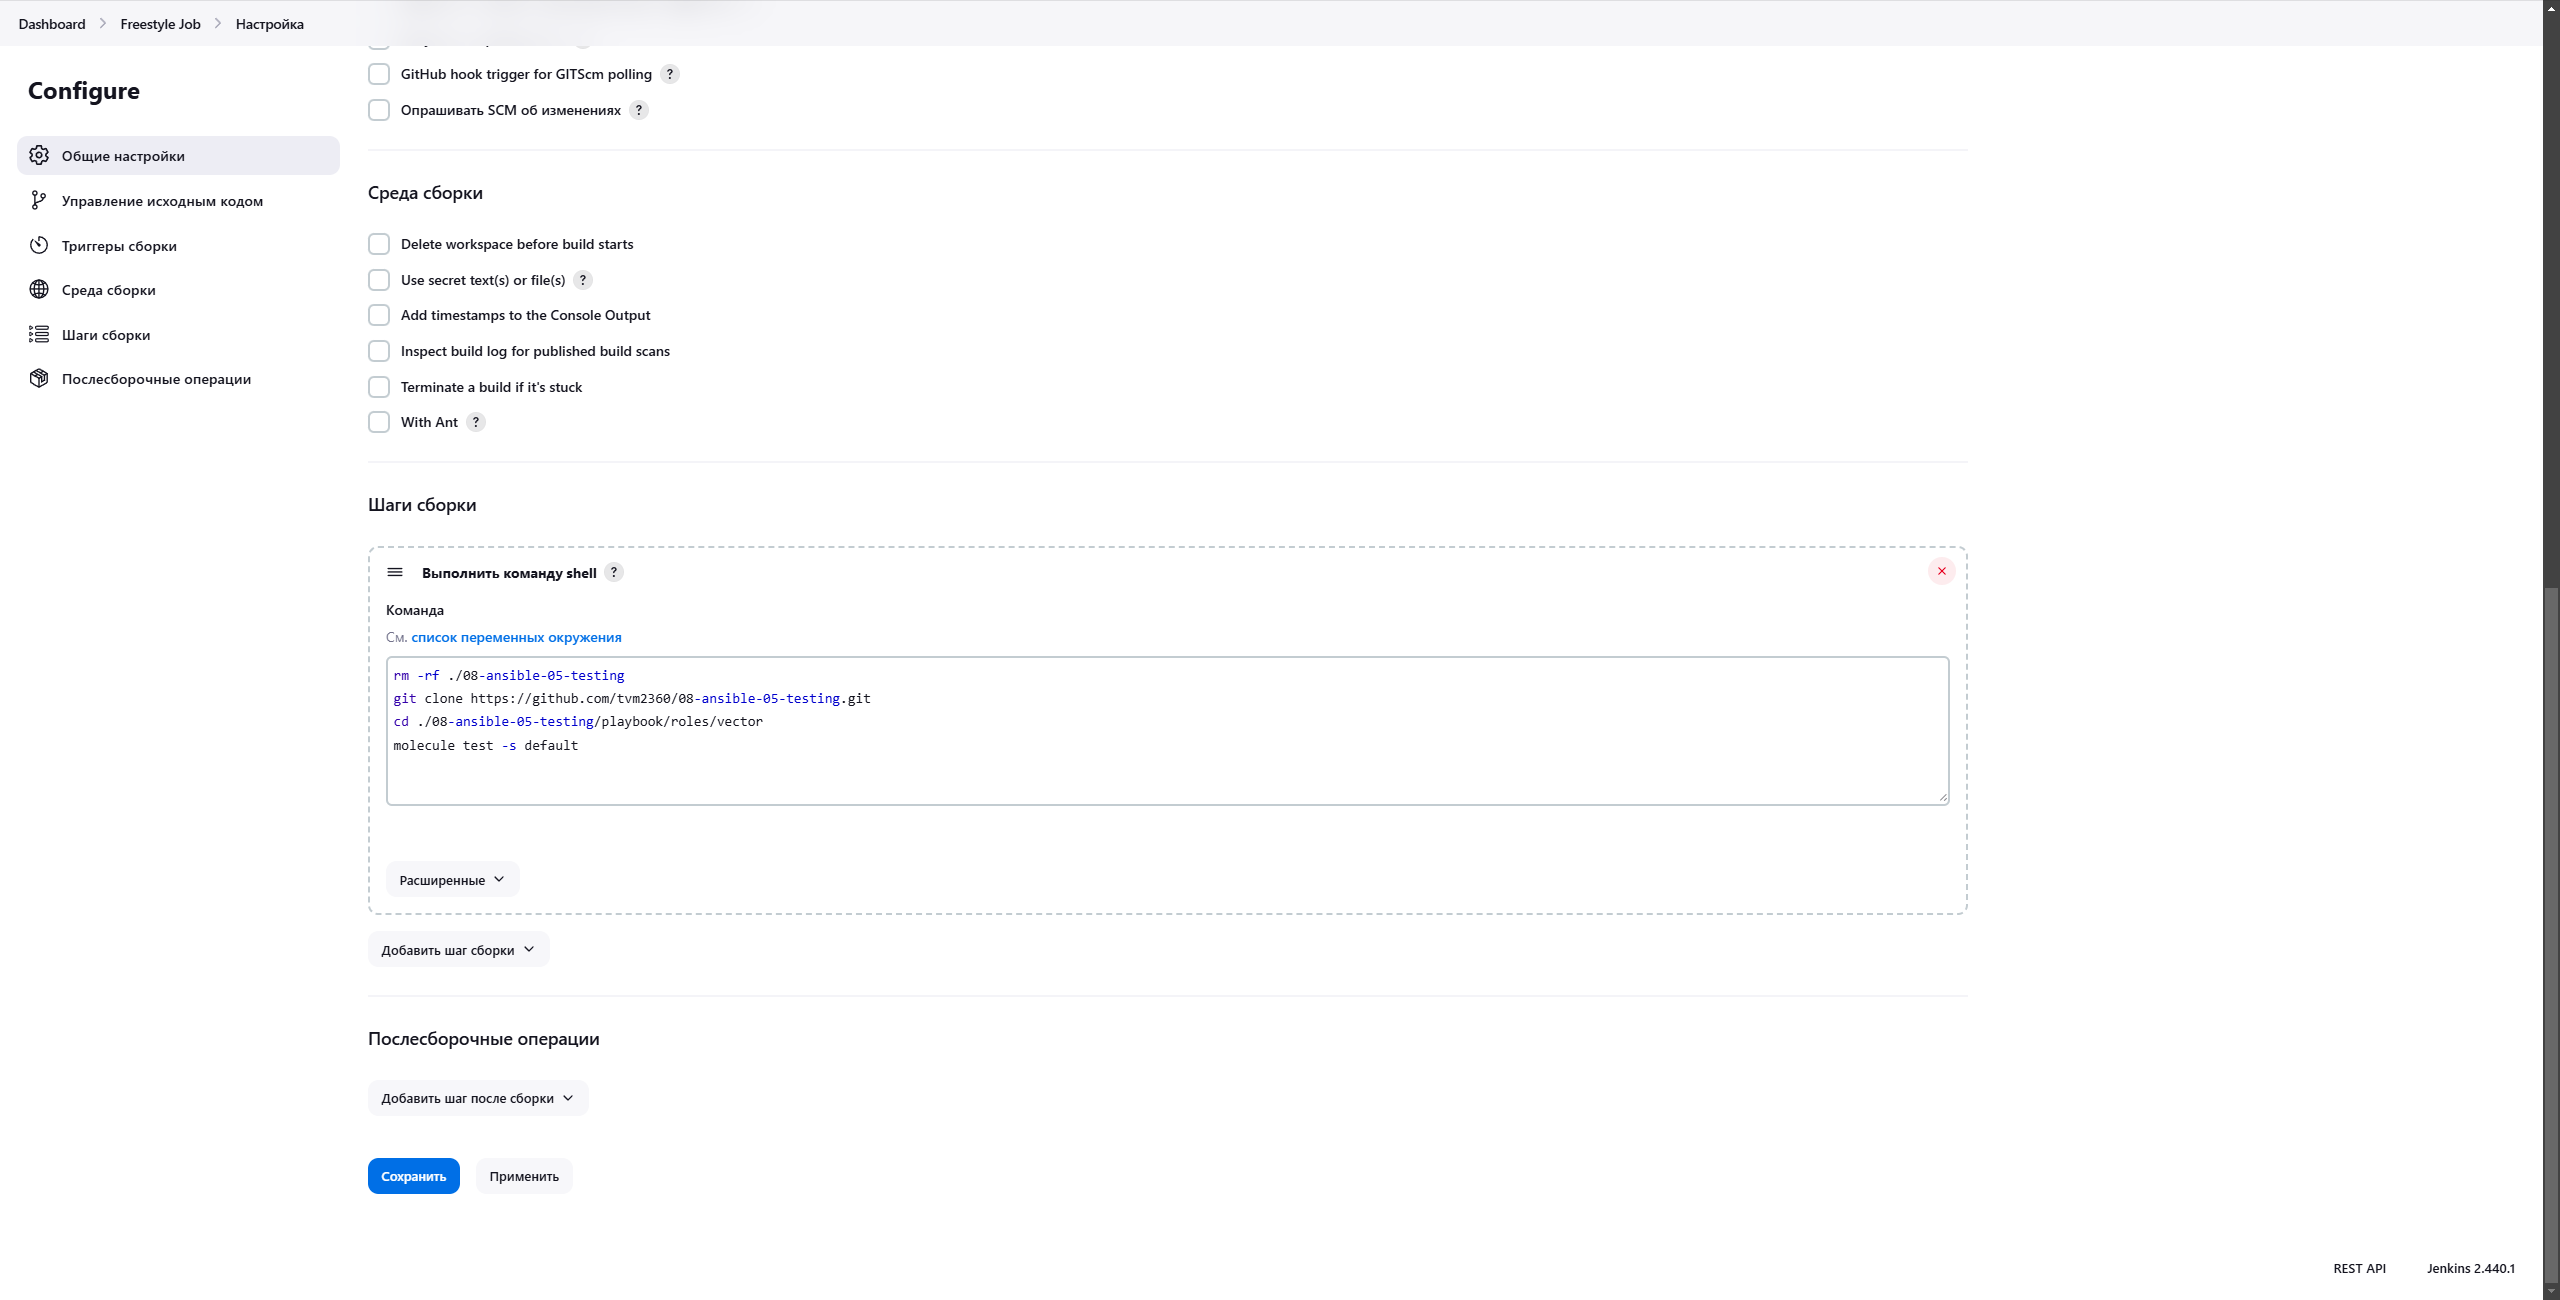 Dashboard
Freestyle Job
Настройка
Configure
Общие настройки
Управление исходным кодом
Триггеры сборки
Среда сборки
Шаги сборки
Послесборочные операции
GitHub hook trigger for GITScm polling ?
Опрашивать SCM об изменениях ?
Среда сборки
Delete workspace before build starts
Use secret text(s) or file(s) ?
Add timestamps to the Console Output
Inspect build log for published build scans
Terminate a build if it's stuck
With Ant ?
Шаги сборки
Выполнить команду shell ?
Команда
См. список переменных окружения
rm -rf ./08-ansible-05-testing
git clone https://github.com/tvm2360/08-ansible-05-testing.git
cd ./08-ansible-05-testing/playbook/roles/vector
molecule test -s default
Расширенные
Добавить шаг сборки
Послесборочные операции
Добавить шаг после сборки
Сохранить
Применить
REST API
Jenkins 2.440.1